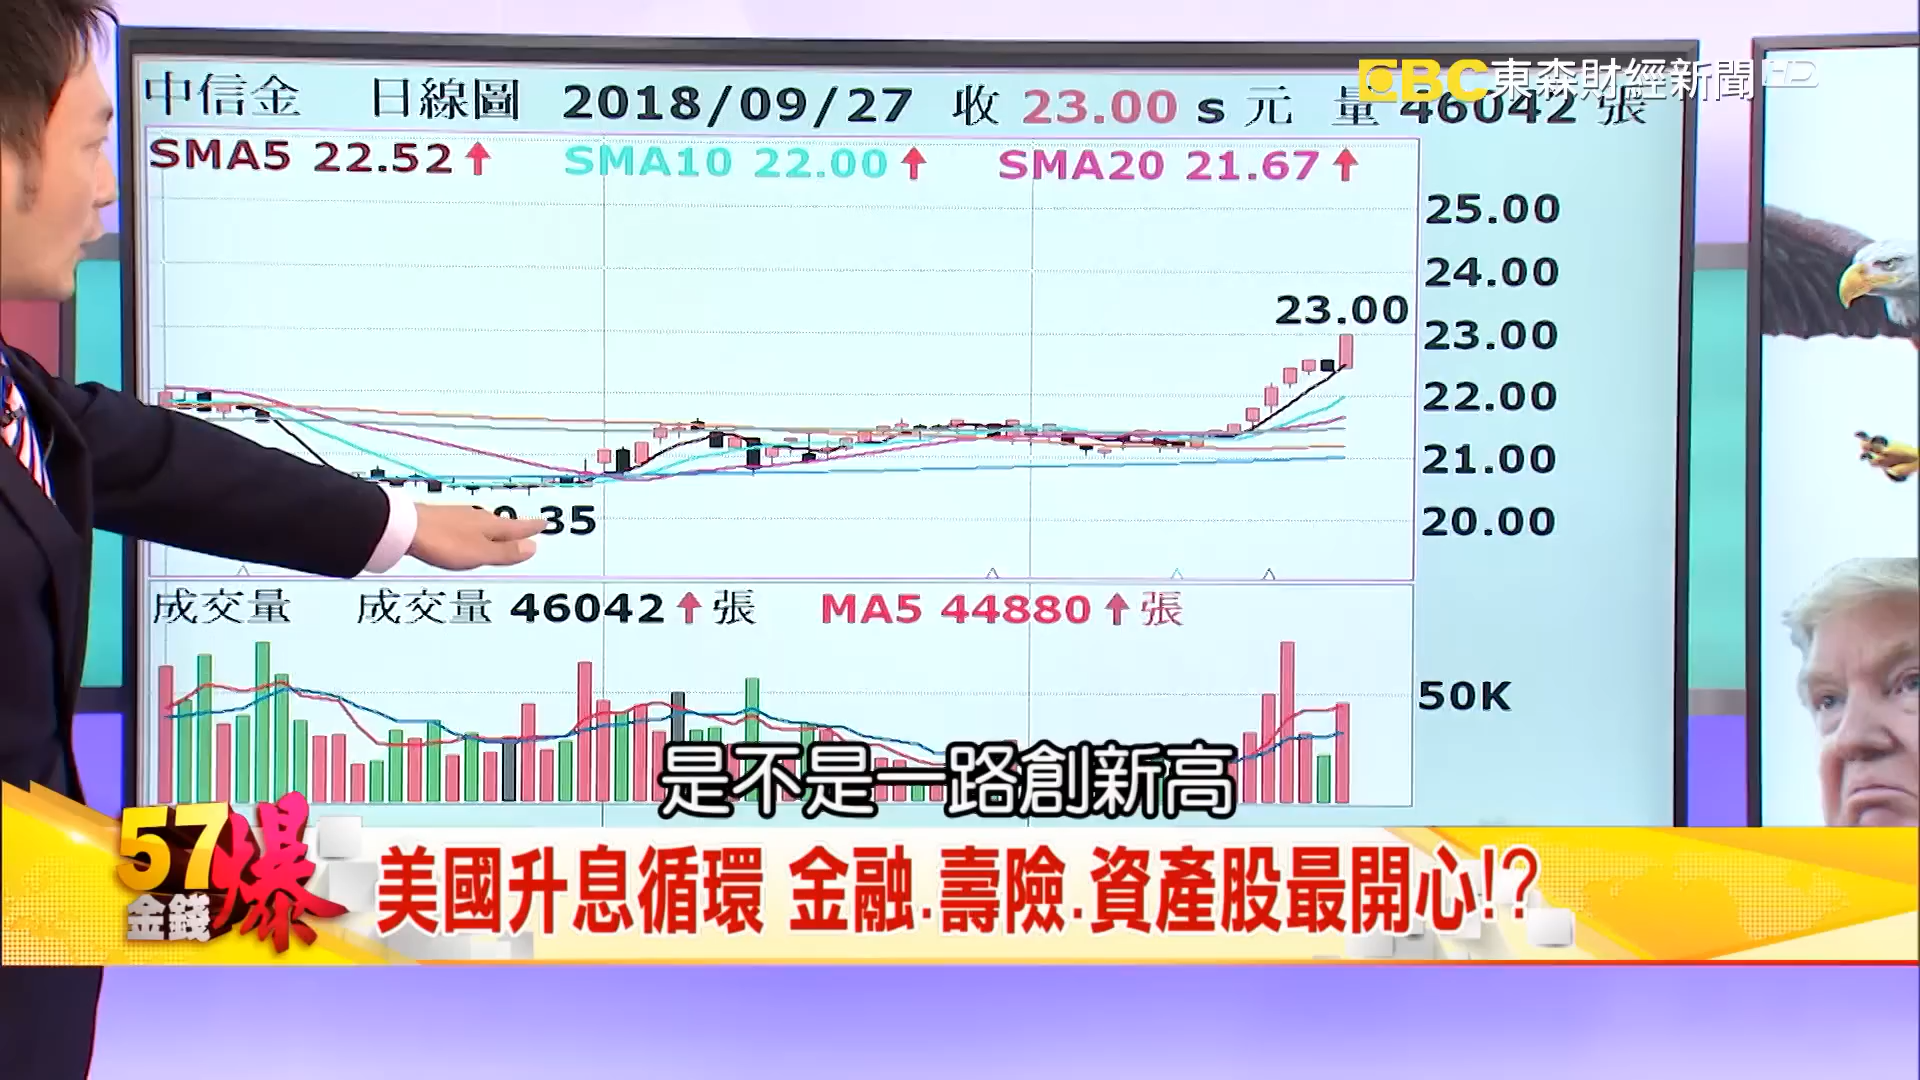 中信金 日線圖 2018/09/27 收 23.00 s 元 量 46042 張
EBC 東森財經新聞 HD
SMA5 22.52↑ SMA10 22.00↑ SMA20 21.67↑
25.00
24.00
23.00
23.00
22.00
21.00
20.00
35
成交量 成交量 46042↑張 MA5 44880↑張
50K
是不是一路創新高
57金錢爆
美國升息循環 金融.壽險.資產股最開心!?